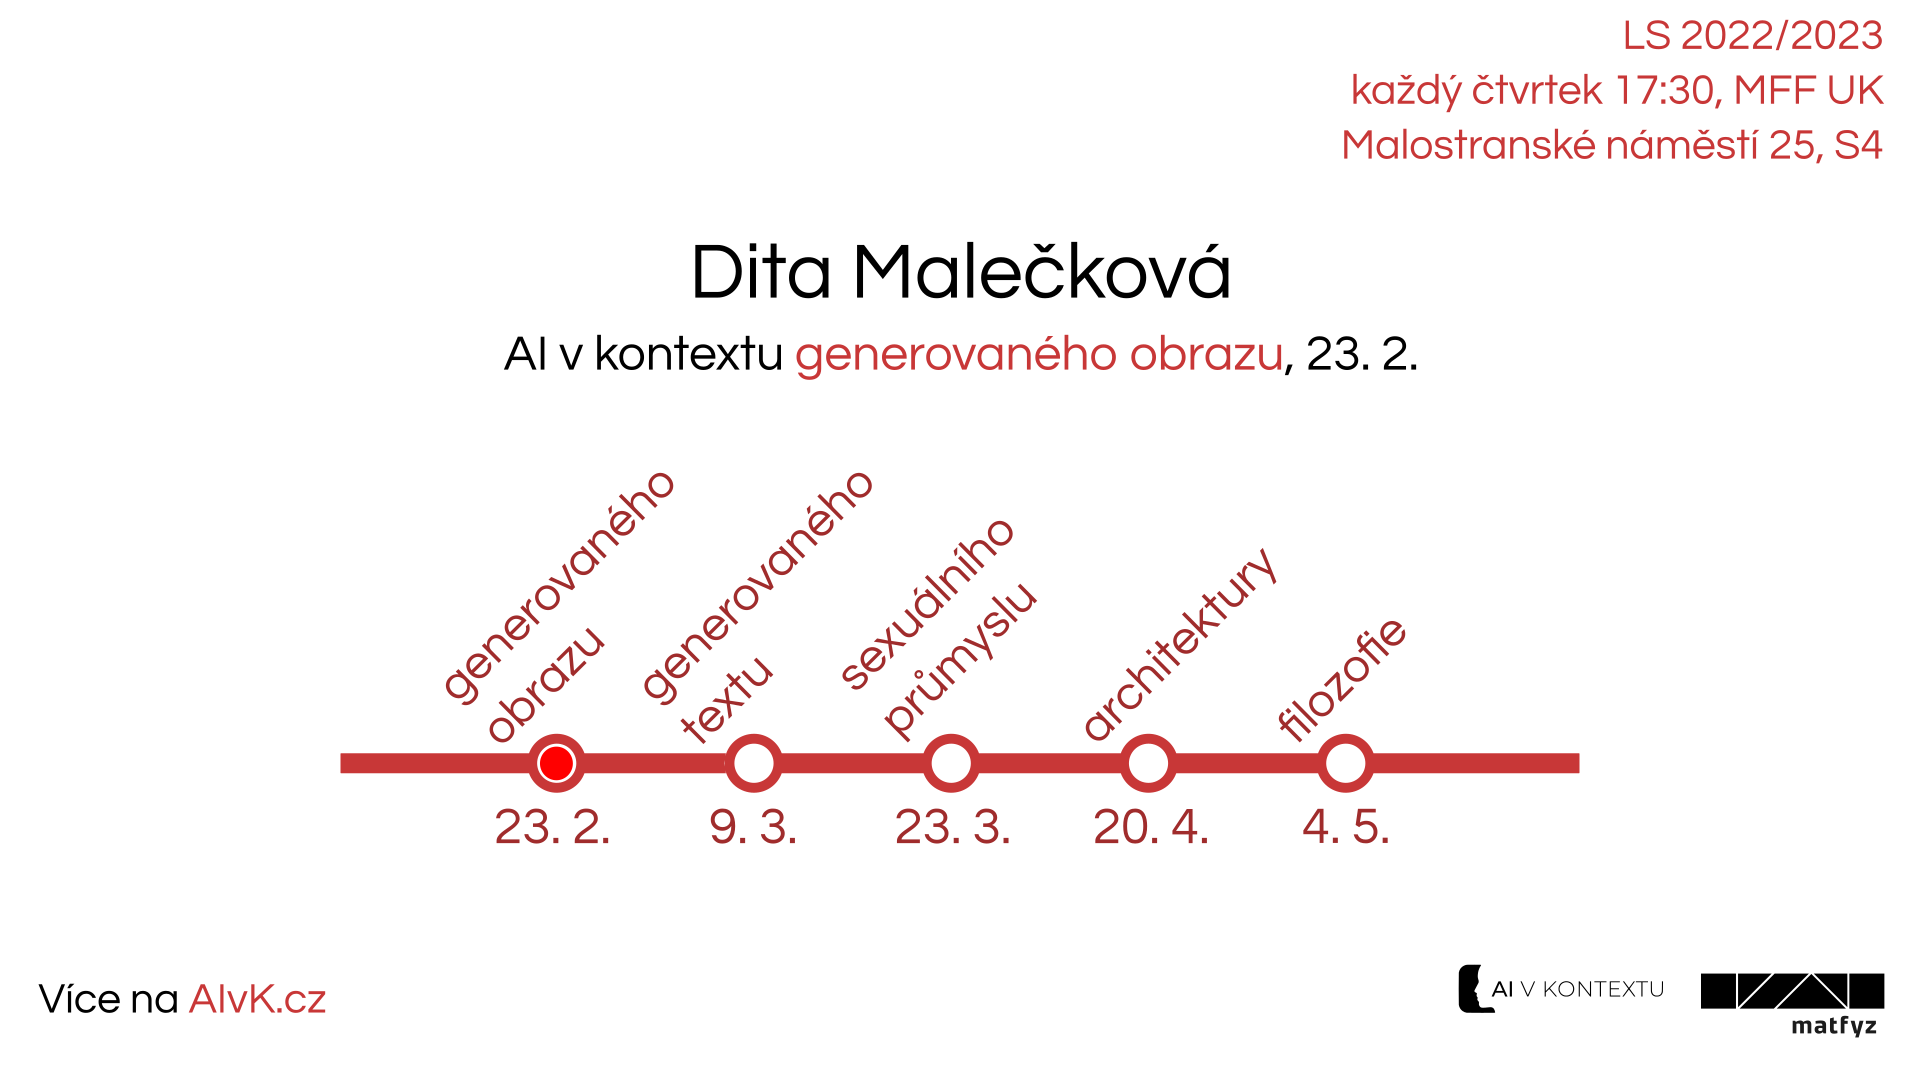 LS 2022/2023
každý čtvrtek 17:30, MFF UK
Malostranské náměstí 25, S4
Dita Malečková
AI v kontextu generovaného obrazu, 23. 2.
generovaného
obrazu
generovaného
textu
sexuálního
průmyslu
architektury
filozofie
23. 2.
9. 3.
23. 3.
20. 4.
4. 5.
Více na AIvK.cz
AI V KONTEXTU
matfyz